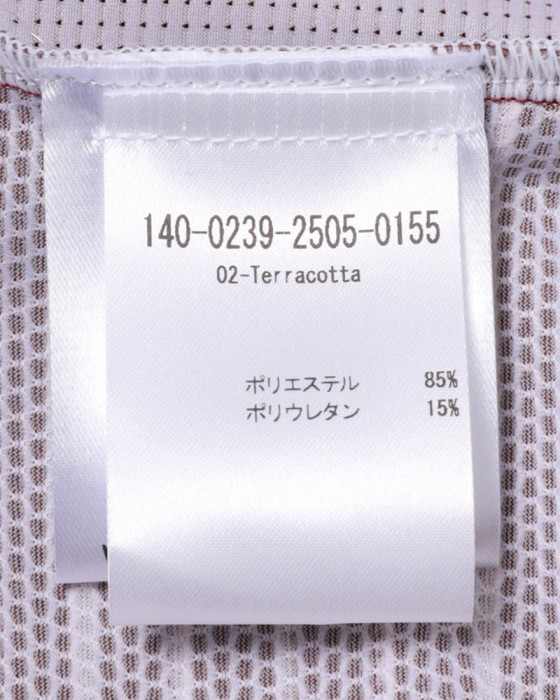 140-0239-2505-0155
02-Terracotta
ポリエステル 85%
ポリウレタン 15%